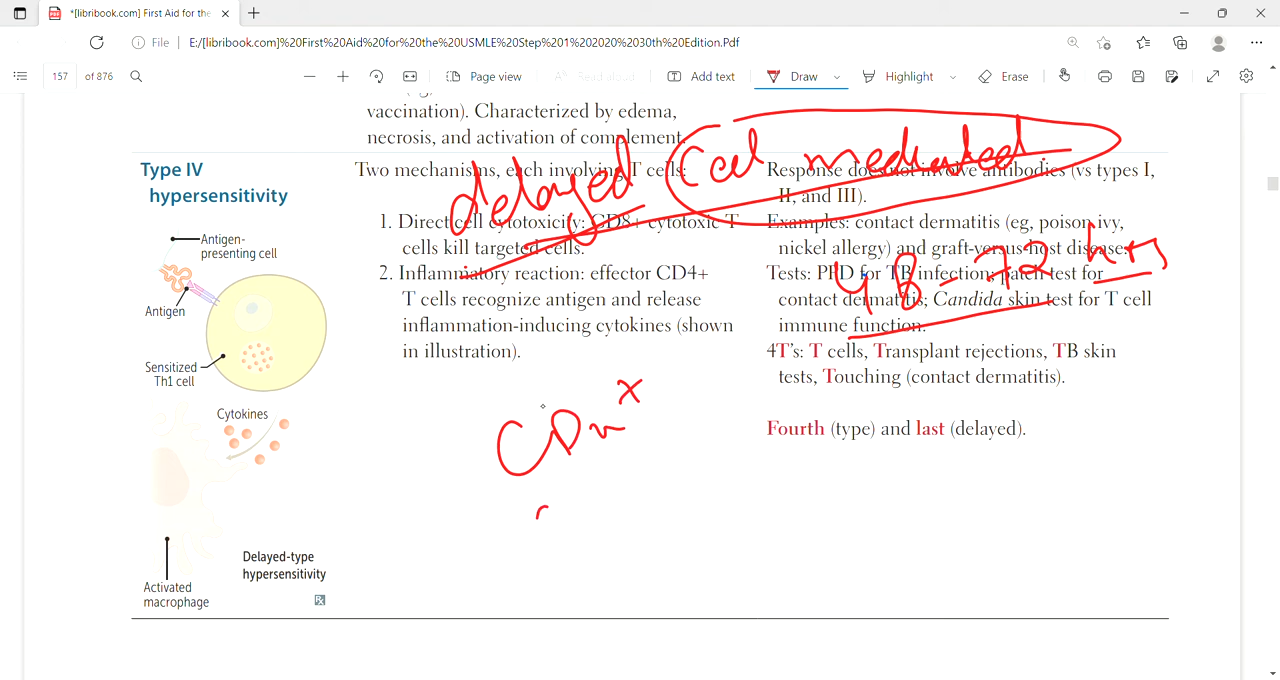 *[libribook.com] First Aid for the
File
E:/[libribook.com]%20First%20Aid%20for%20the%20USMLE%20Step%201%202020%2030th%20Edition.Pdf
157 of 876
Page view
Read aloud
Add text
Draw
Highlight
Erase
vaccination). Characterized by edema,
necrosis, and activation of complement.
Type IV
hypersensitivity
Antigen-
presenting cell
Antigen
Sensitized
Th1 cell
Cytokines
Activated
macrophage
Delayed-type
hypersensitivity
Two mechanisms, each involving T cells:
1. Direct cell cytotoxicity: CD8+ cytotoxic T
cells kill targeted cells.
2. Inflammatory reaction: effector CD4+
T cells recognize antigen and release
inflammation-inducing cytokines (shown
in illustration).
Response does not involve antibodies (vs types I,
II, and III).
Examples: contact dermatitis (eg, poison ivy,
nickel allergy) and graft-versus-host disease.
Tests: PPD for TB infection; patch test for
contact dermatitis; Candida skin test for T cell
immune function.
4T's: T cells, Transplant rejections, TB skin
tests, Touching (contact dermatitis).
Fourth (type) and last (delayed).
delayed
Cell mediated
48-72 hrs